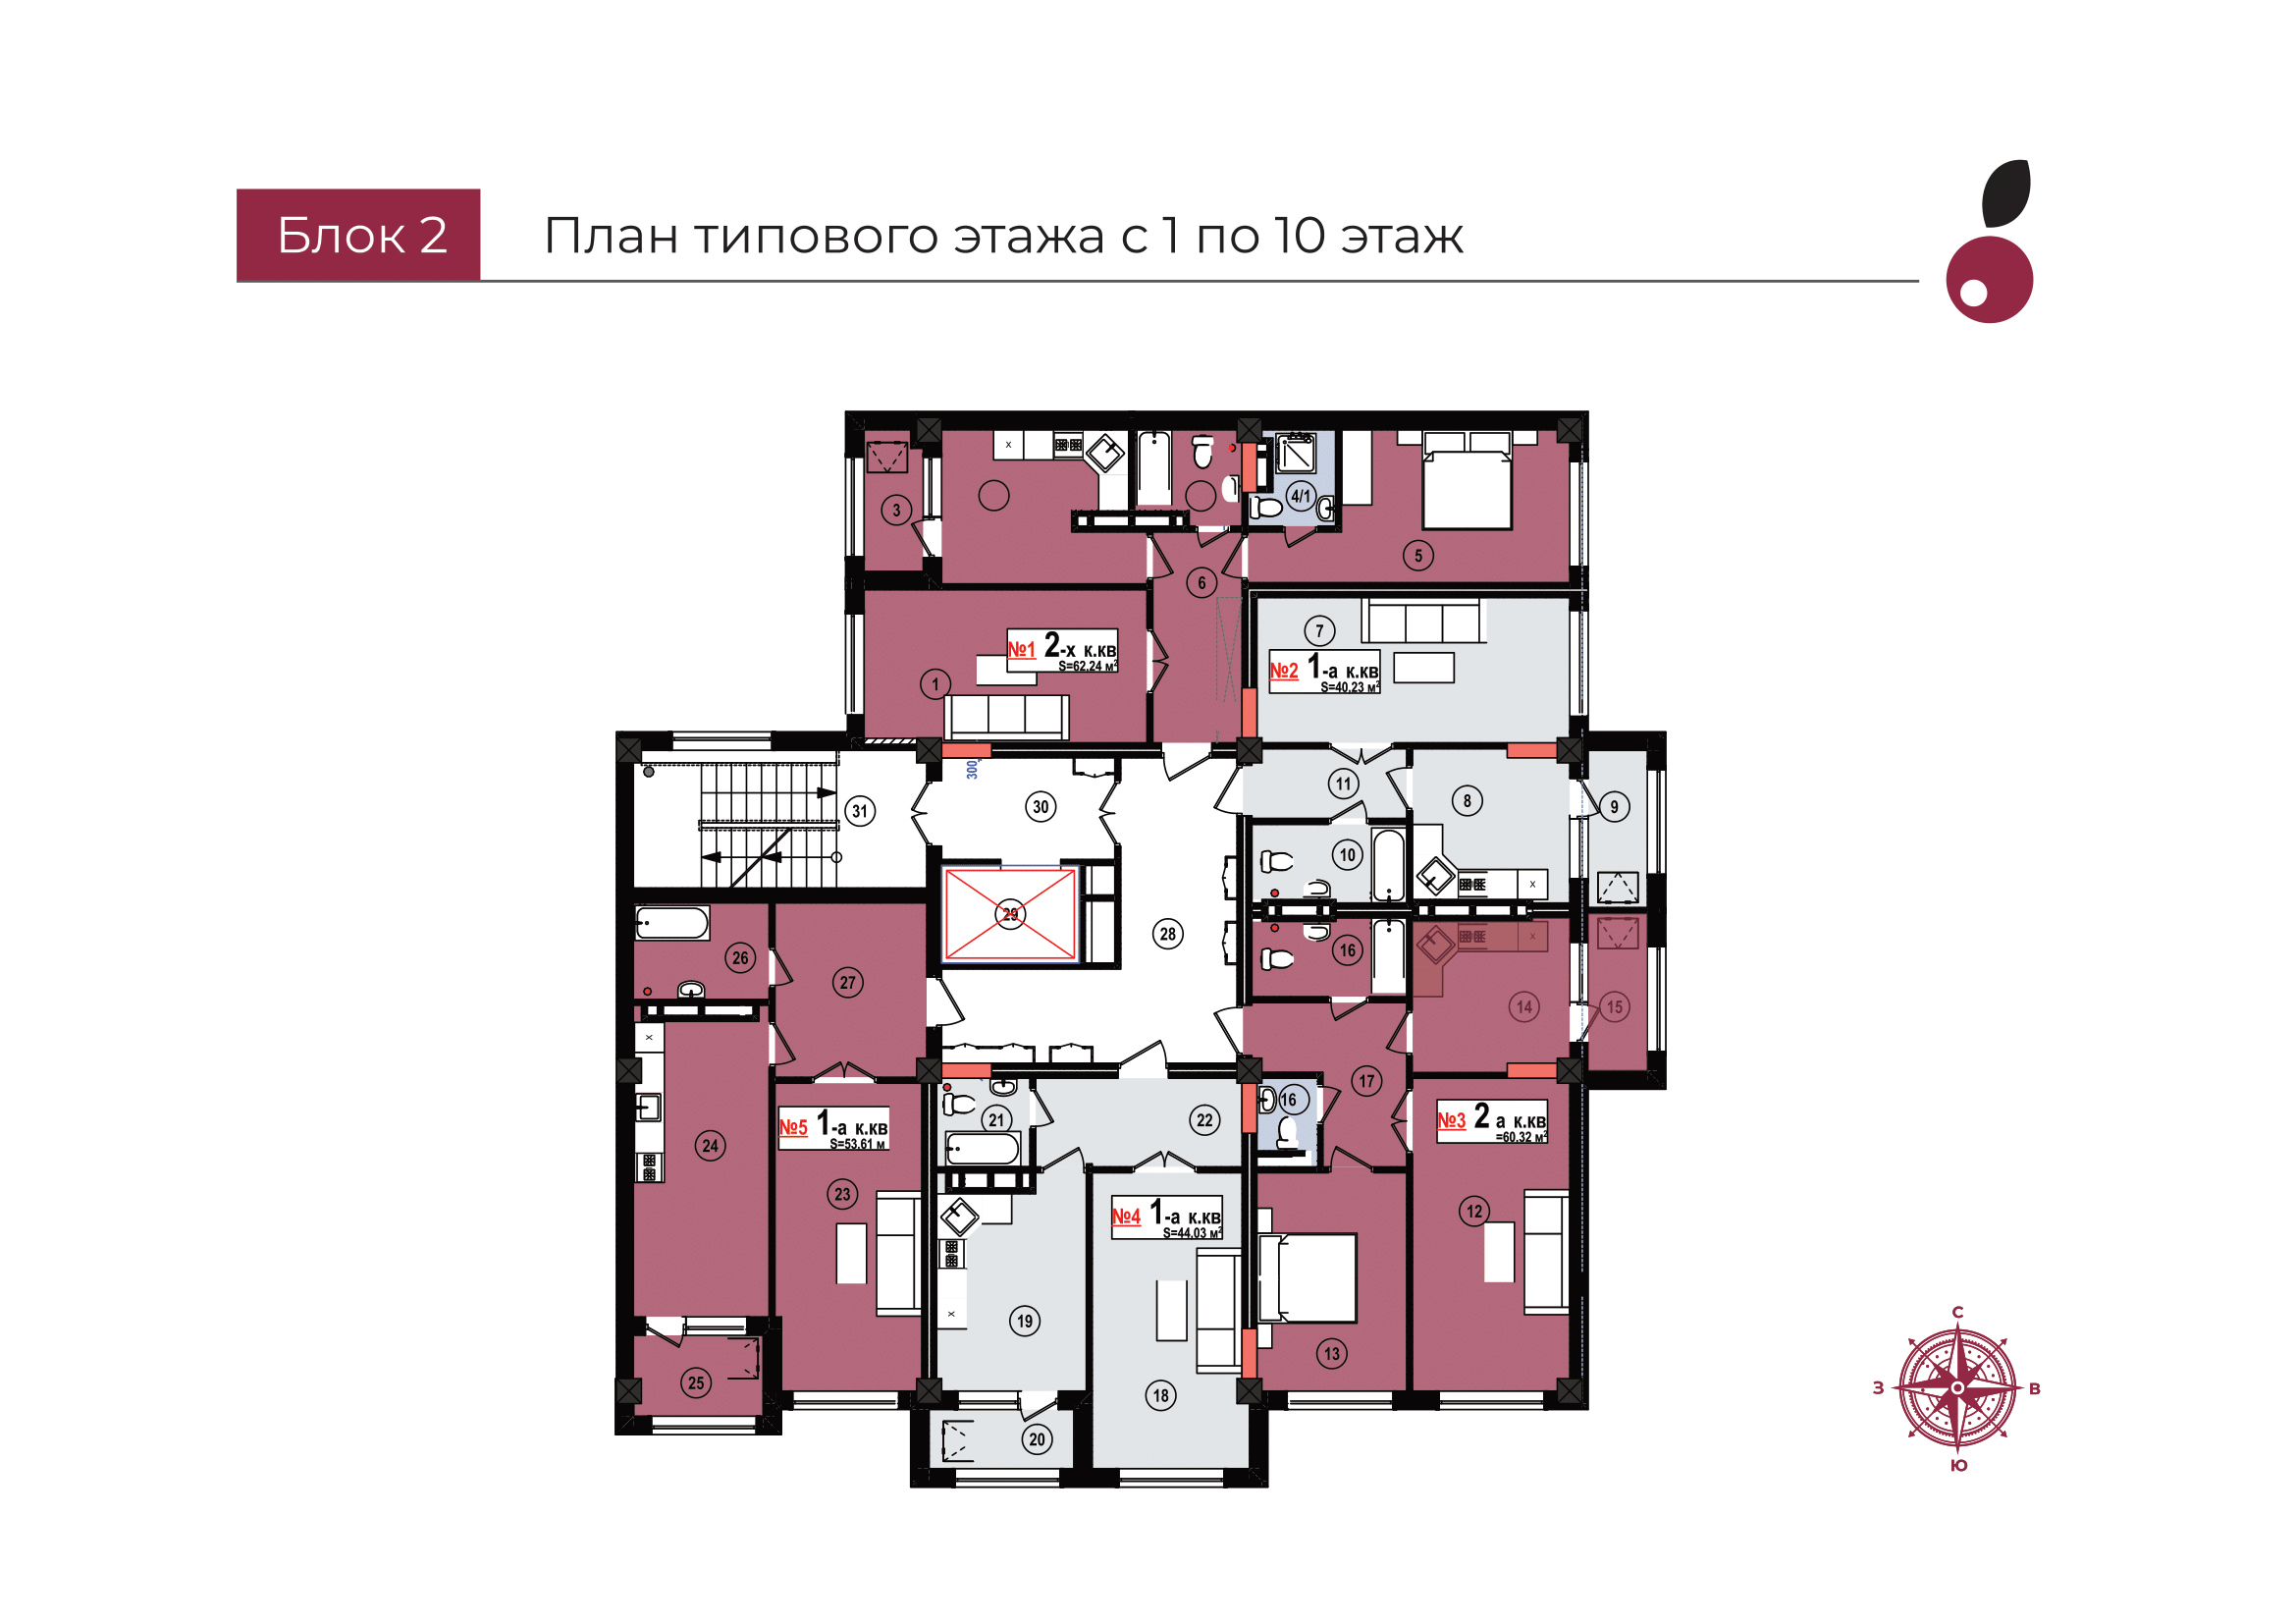 Блок 2
План типового этажа с 1 по 10 этаж
3
4/1
5
6
7
№1 2-х к.кв
S=62.24 м²
№2 1-а к.кв
S=40.23 м²
1
300
11
8
9
30
31
10
29
28
16
26
27
14
15
17
16
21
22
№3 2 а к.кв
=60.32 м²
№5 1-а к.кв
S=53.61 м
24
23
№4 1-а к.кв
S=44.03 м²
12
19
13
18
25
20
С
З
В
Ю
x
x
x
x
x